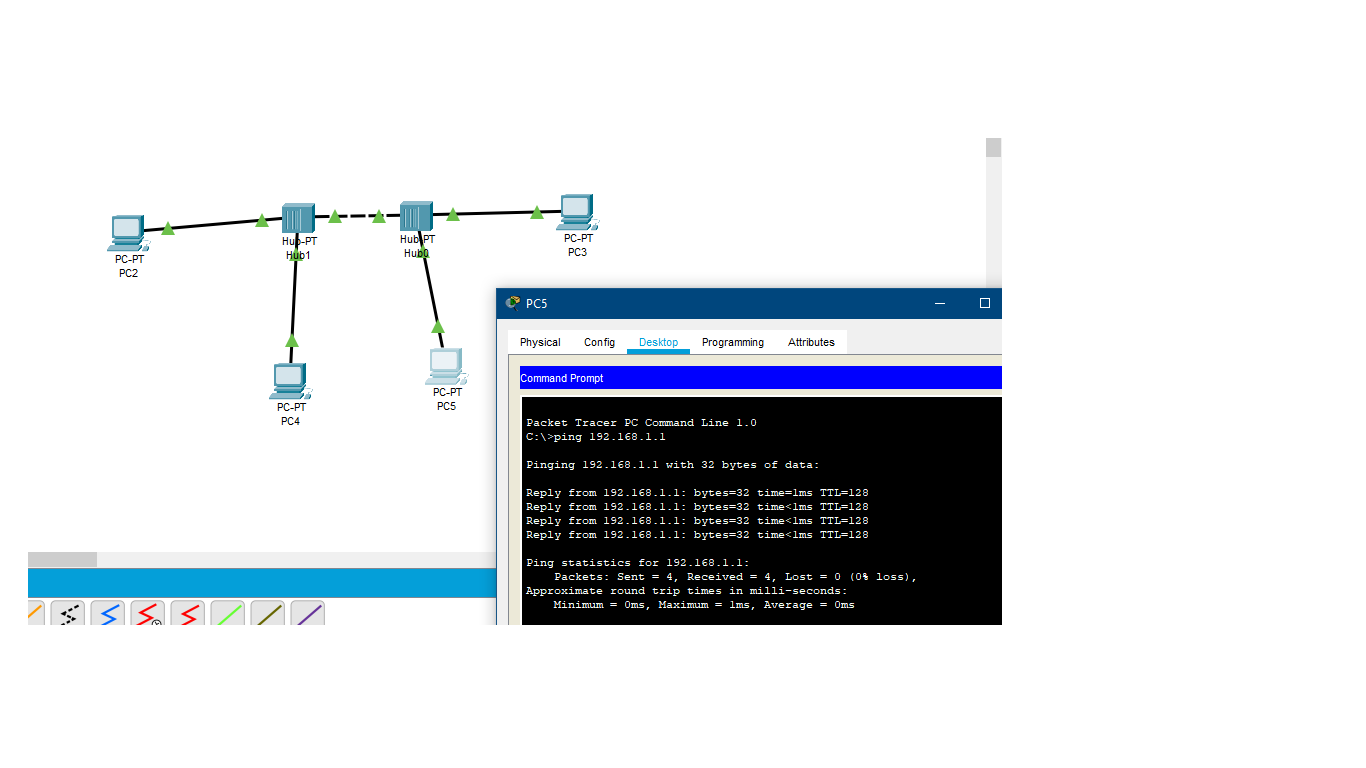 PC-PT
PC2
Hub-PT
Hub1
Hub-PT
Hub0
PC-PT
PC3
PC-PT
PC4
PC-PT
PC5
PC5
Physical Config Desktop Programming Attributes
Command Prompt
Packet Tracer PC Command Line 1.0
C:\>ping 192.168.1.1
Pinging 192.168.1.1 with 32 bytes of data:
Reply from 192.168.1.1: bytes=32 time=1ms TTL=128
Reply from 192.168.1.1: bytes=32 time<1ms TTL=128
Reply from 192.168.1.1: bytes=32 time<1ms TTL=128
Reply from 192.168.1.1: bytes=32 time<1ms TTL=128
Ping statistics for 192.168.1.1:
Packets: Sent = 4, Received = 4, Lost = 0 (0% loss),
Approximate round trip times in milli-seconds:
Minimum = 0ms, Maximum = 1ms, Average = 0ms